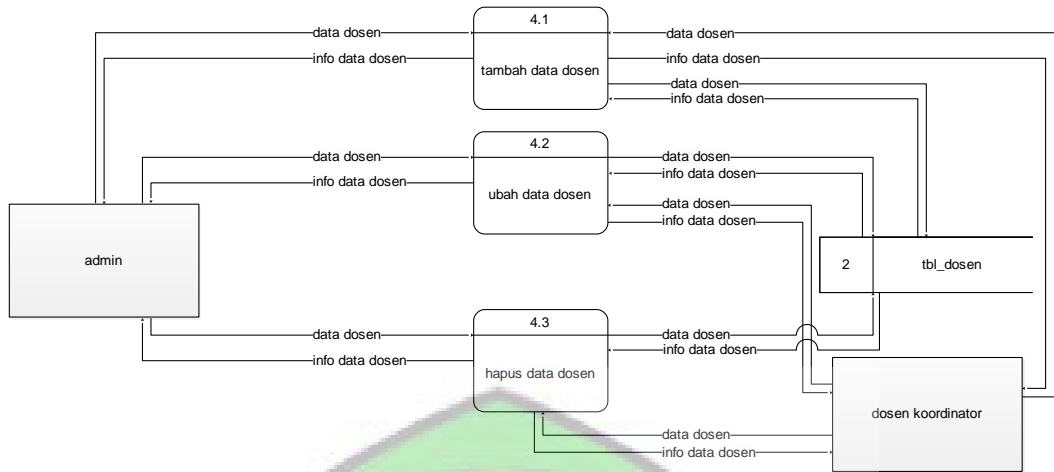 4.1
data dosen
data dosen
info data dosen
tambah data dosen
info data dosen
data dosen
info data dosen
4.2
data dosen
data dosen
info data dosen
info data dosen
ubah data dosen
data dosen
info data dosen
admin
2
tbl_dosen
4.3
data dosen
data dosen
info data dosen
info data dosen
hapus data dosen
dosen koordinator
data dosen
info data dosen